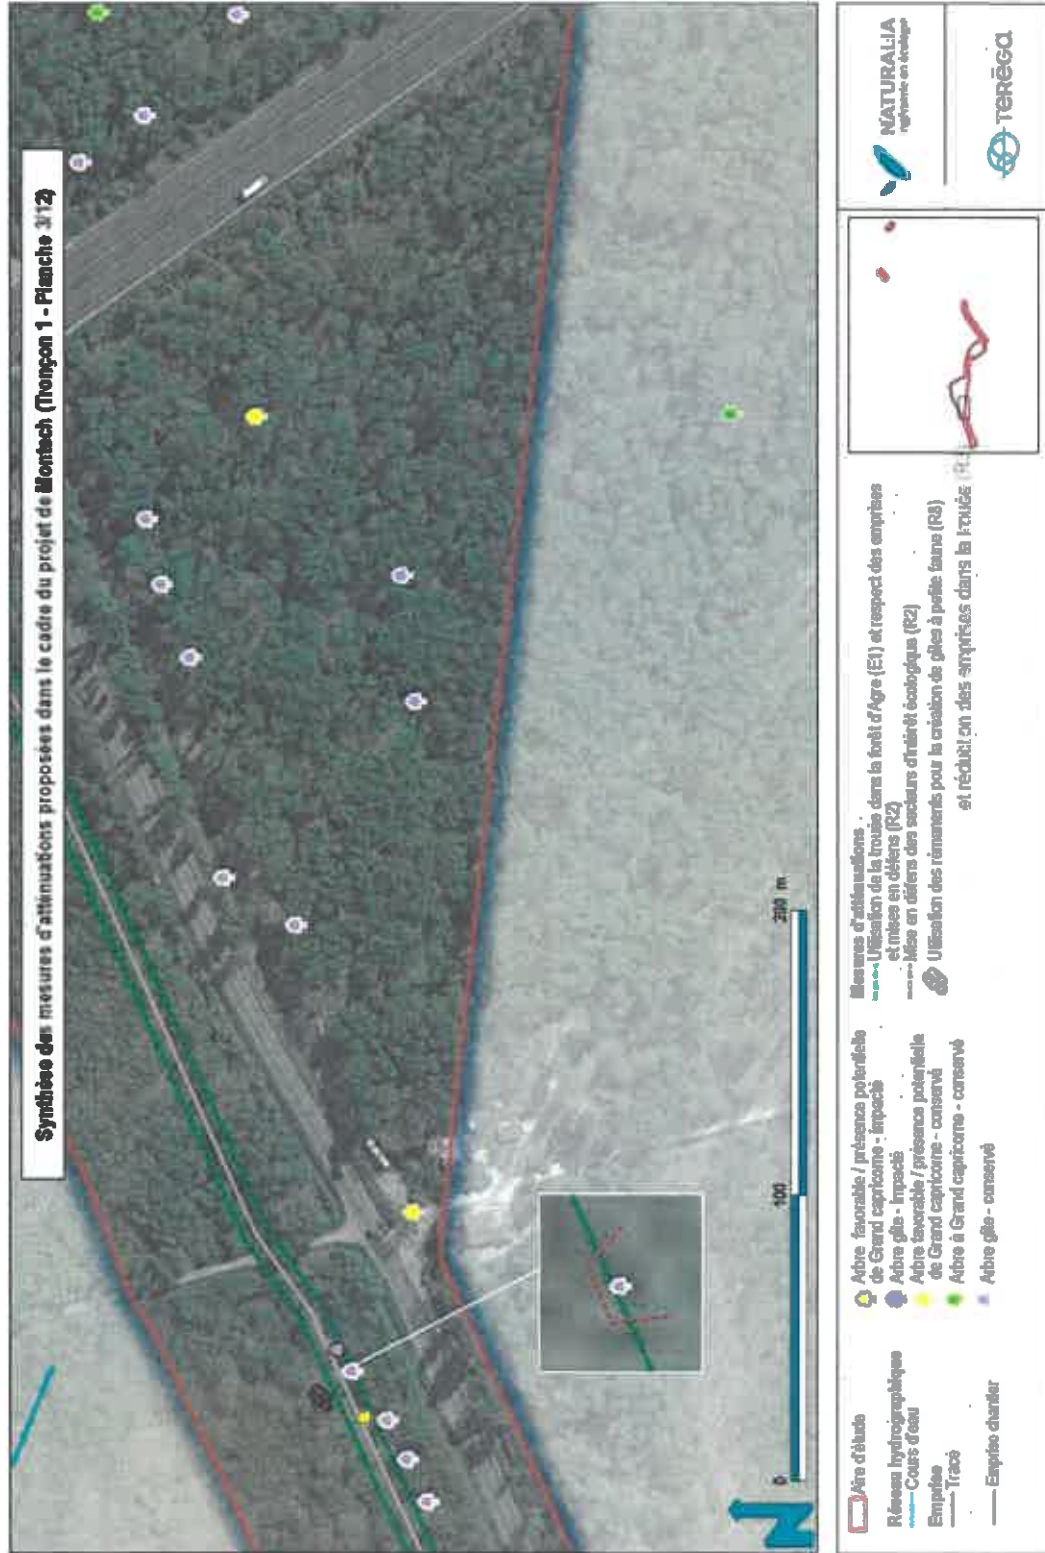 Synthèse des mesures d'atténuations proposées dans le cadre du projet de Montech (Tronçon 1 - Planche 3/12)
0
100
200 m
N
Aire d'étude
Réseau hydrographique
Cours d'eau
Emprise
Tracé
Emprise chantier
Arbre favorable / présence potentielle
de Grand capricorne - impacté
Arbre gîte - impacté
Arbre favorable / présence potentielle
de Grand capricorne - conservé
Arbre à Grand capricorne - conservé
Arbre gîte - conservé
Mesures d'atténuations
Utilisation de la trouée dans la forêt d'Agre (E1) et respect des emprises
et mises en défens (R2)
Mise en défens des secteurs d'intérêt écologique (R2)
Utilisation des rémanents pour la création de gîtes à petite faune (R8)
et réduction des emprises dans la trouée
NATURALIA
ingénierie en écologie
TERÉGA